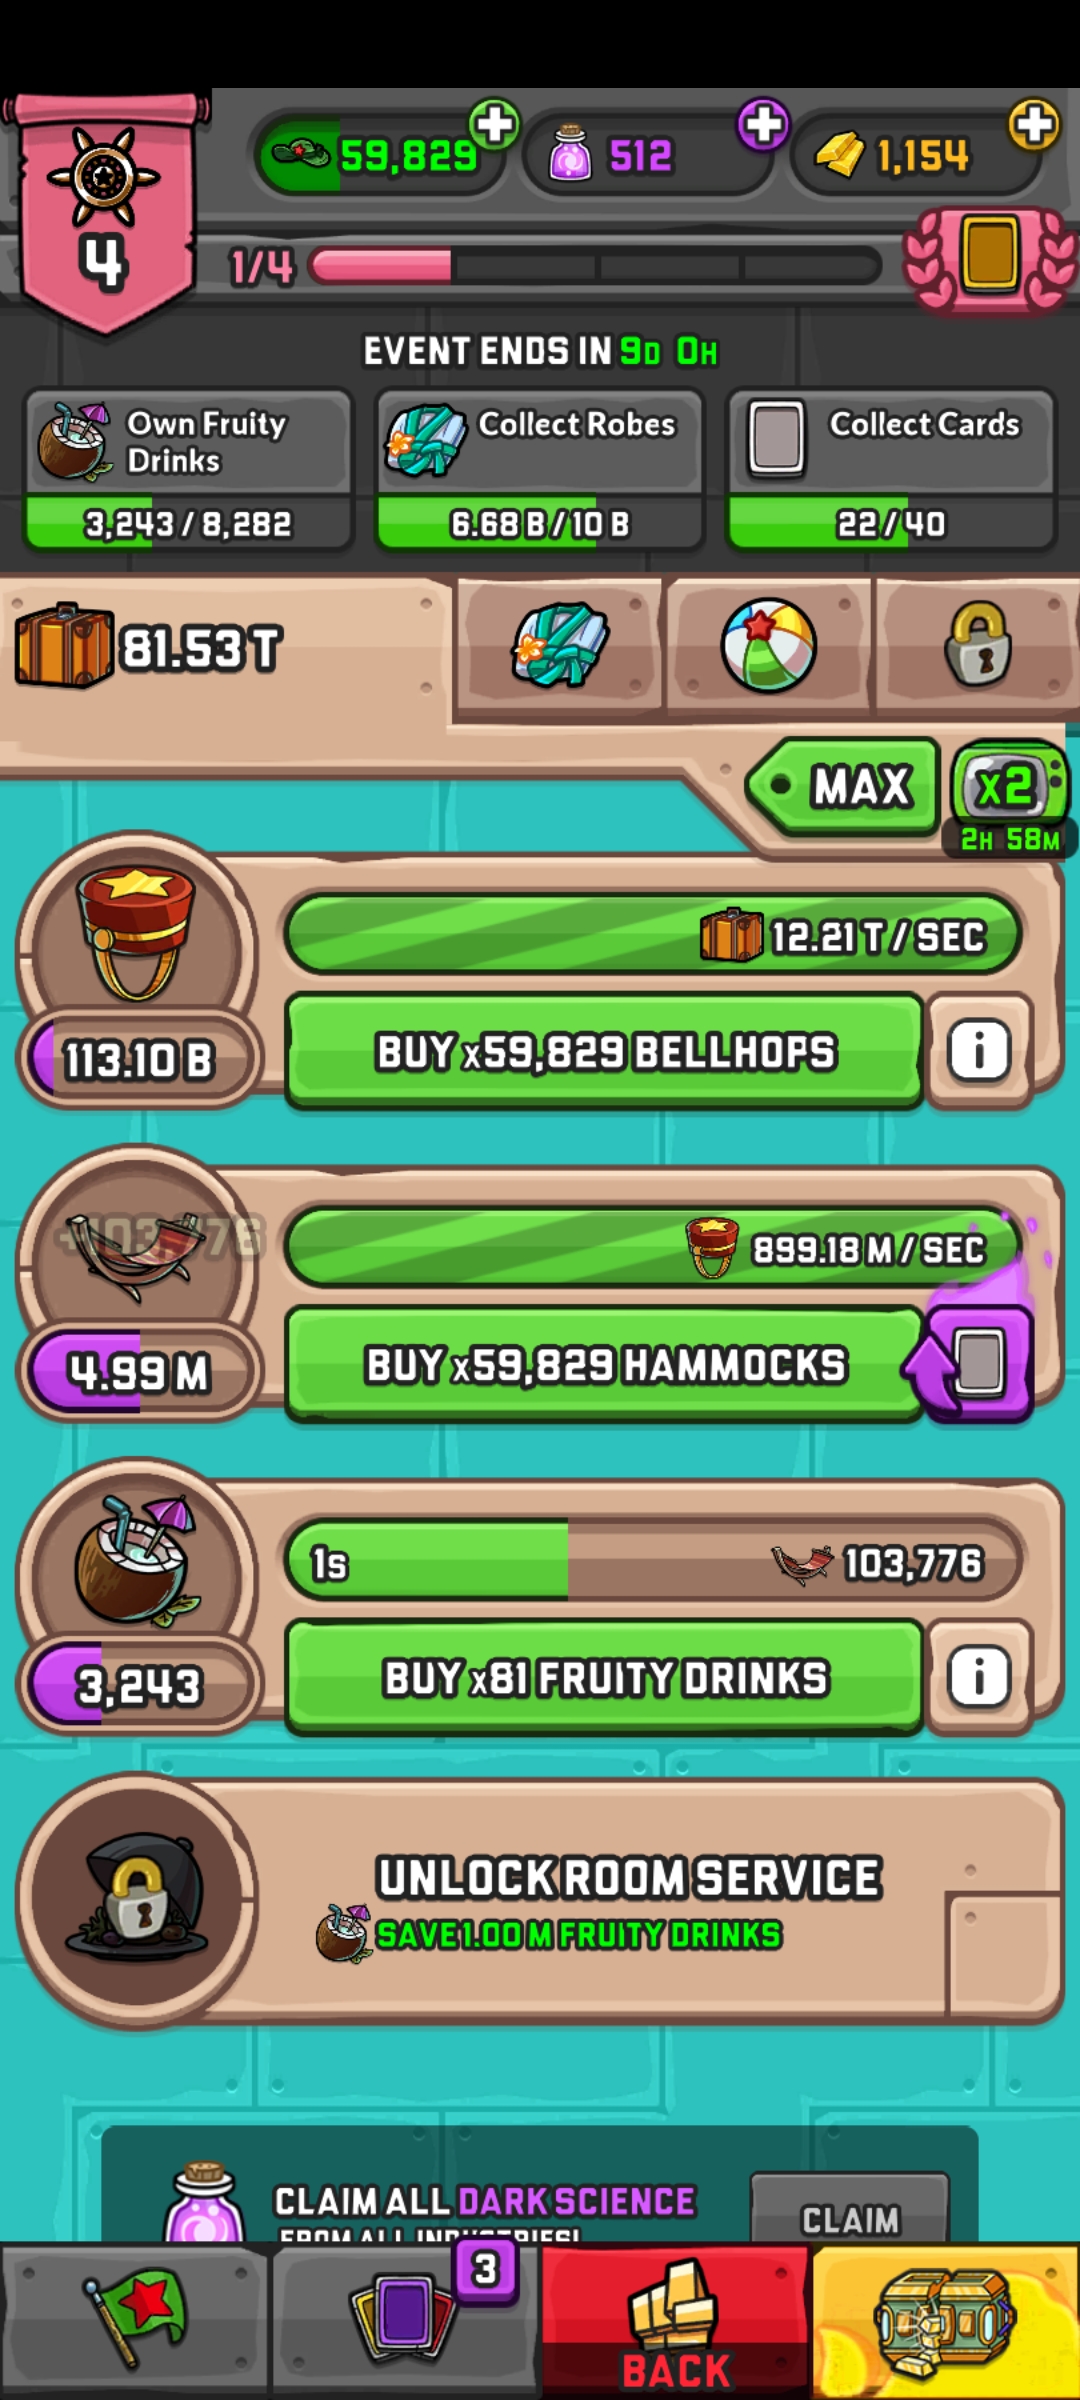 59,829
512
1,154
4
1/4
EVENT ENDS IN 9D 0H
Own Fruity
Drinks
3,243 / 8,282
Collect Robes
6.68 B / 10 B
Collect Cards
22 / 40
81.53 T
MAX
x2
2H 58M
12.21 T / SEC
113.10 B
BUY x59,829 BELLHOPS
i
+103,776
899.18 M / SEC
4.99 M
BUY x59,829 HAMMOCKS
1s
103,776
3,243
BUY x81 FRUITY DRINKS
i
UNLOCK ROOM SERVICE
SAVE 1.00 M FRUITY DRINKS
CLAIM ALL DARK SCIENCE
FROM ALL INDUSTRIES!
CLAIM
3
BACK